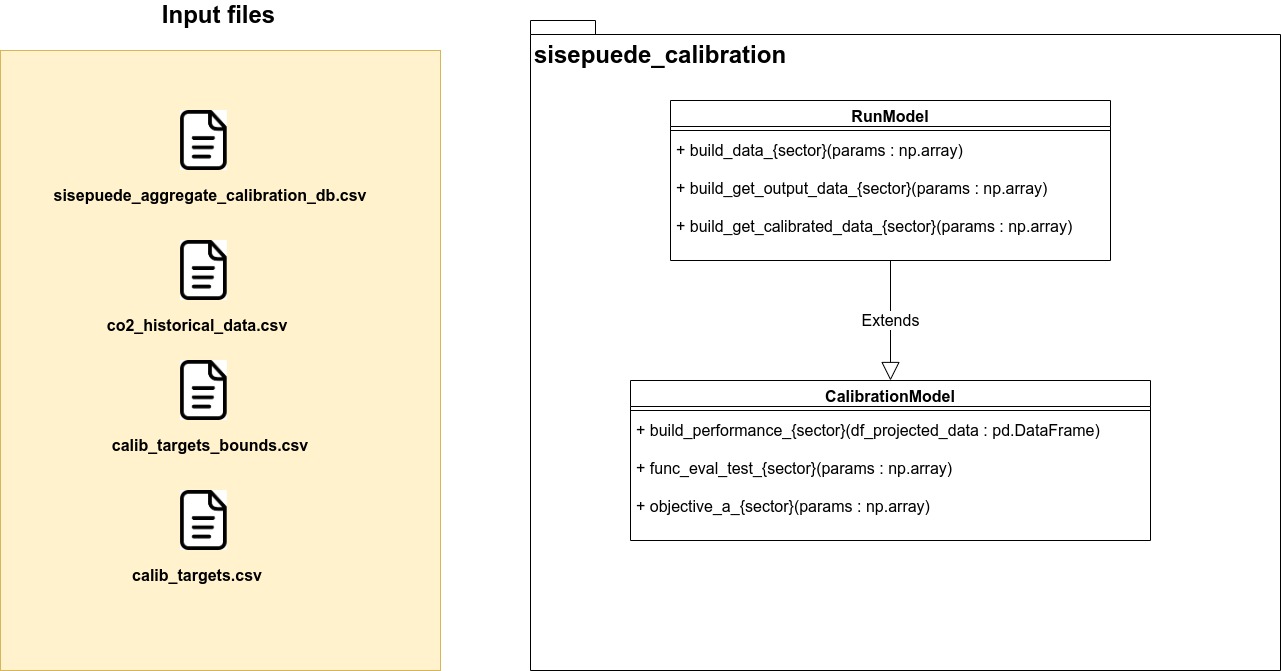 Input files
sisepuede_aggregate_calibration_db.csv
co2_historical_data.csv
calib_targets_bounds.csv
calib_targets.csv
sisepuede_calibration
RunModel
+ build_data_{sector}(params : np.array)
+ build_get_output_data_{sector}(params : np.array)
+ build_get_calibrated_data_{sector}(params : np.array)
Extends
CalibrationModel
+ build_performance_{sector}(df_projected_data : pd.DataFrame)
+ func_eval_test_{sector}(params : np.array)
+ objective_a_{sector}(params : np.array)